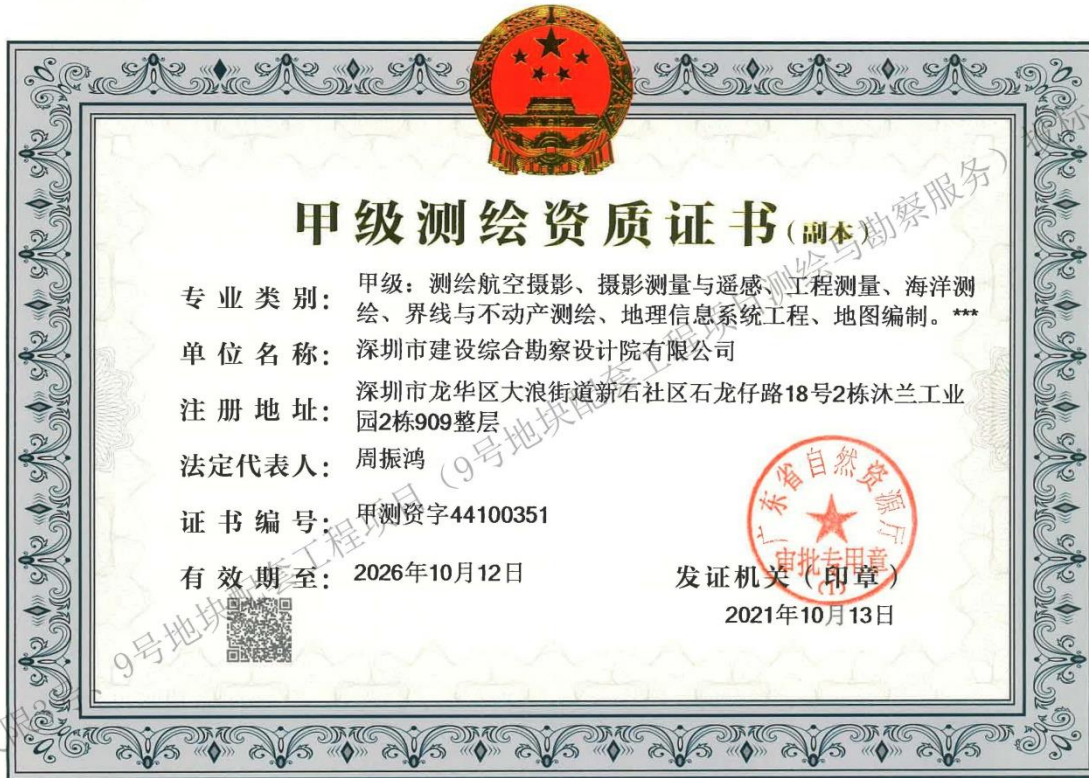 甲级测绘资质证书(副本)
专业类别：甲级：测绘航空摄影、摄影测量与遥感、工程测量、海洋测
绘、界线与不动产测绘、地理信息系统工程、地图编制。***
单位名称：深圳市建设综合勘察设计院有限公司
注册地址：深圳市龙华区大浪街道新石社区石龙仔路18号2栋沐兰工业
园2栋909整层
法定代表人：周振鸿
证书编号：甲测资字44100351
有效期至：2026年10月12日
发证机关（印章）
2021年10月13日
广东省自然资源厅
审批专用章
(1)
9号地块配套工程项目（9号地块配套工程项目测绘与勘察服务）投标